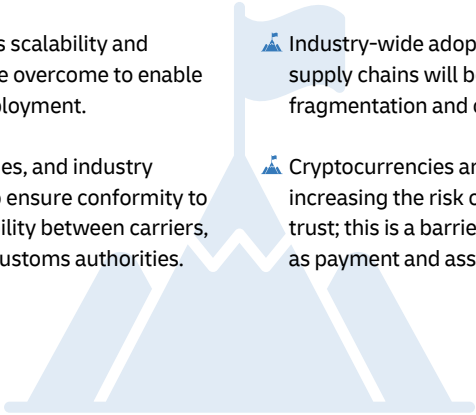 s scalability and
e overcome to enable
ployment.
es, and industry
o ensure conformity to
ility between carriers,
ustoms authorities.
Industry-wide adop
supply chains will b
fragmentation and
Cryptocurrencies ar
increasing the risk
trust; this is a barrie
as payment and ass